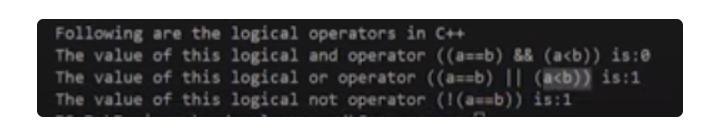 Following are the logical operators in C++
The value of this logical and operator ((a==b) && (a<b)) is:0
The value of this logical or operator ((a==b) || (a<b)) is:1
The value of this logical not operator (!(a==b)) is:1